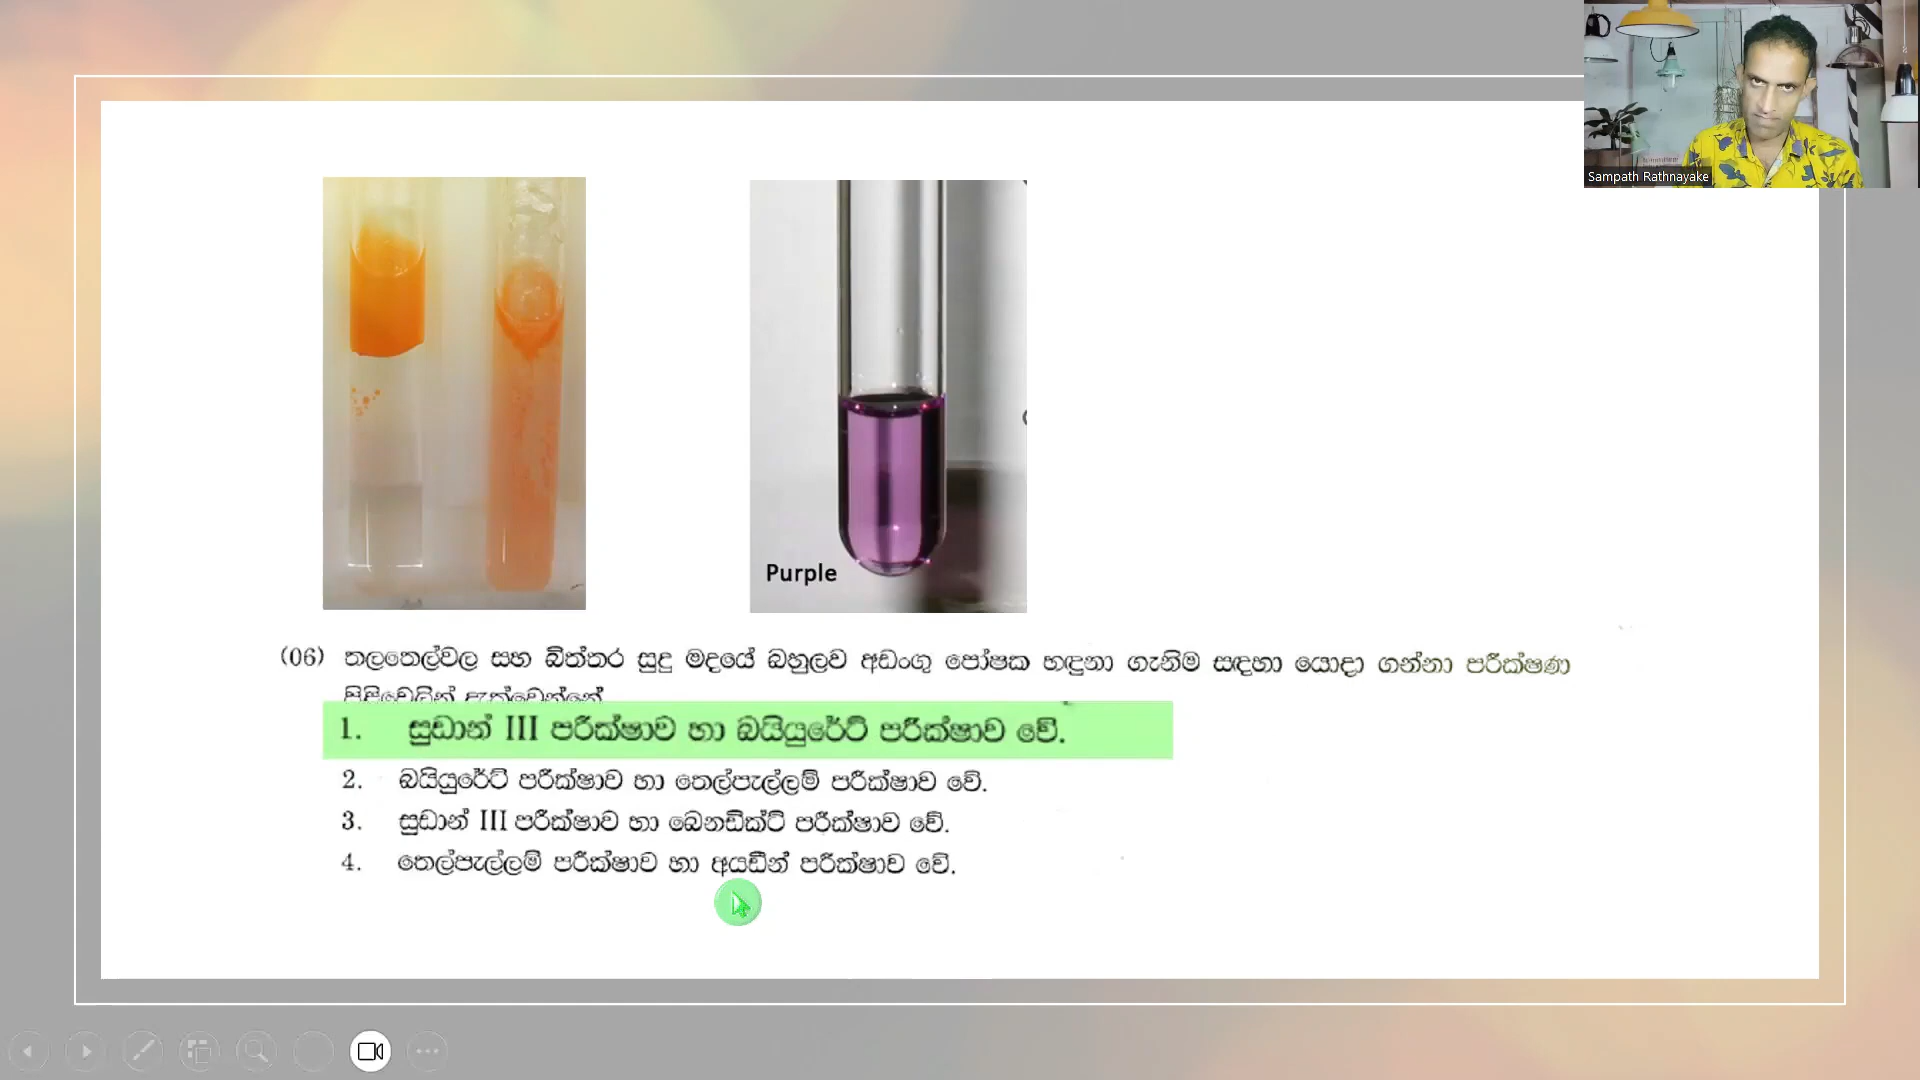 Sampath Rathnayake
Purple
(06) තලතෙල්වල සහ බිත්තර සුදු මදයේ බහුලව අඩංගු පෝෂක හඳුනා ගැනීම සඳහා යොදා ගන්නා පරීක්ෂණ
පිළිවෙලින් දැක්වෙන්නේ
1. සුඩාන් III පරීක්ෂාව හා බයියුරේට් පරීක්ෂාව වේ.
2. බයියුරේට් පරීක්ෂාව හා තෙල්පැල්ලම් පරීක්ෂාව වේ.
3. සුඩාන් III පරීක්ෂාව හා බෙනඩික්ට් පරීක්ෂාව වේ.
4. තෙල්පැල්ලම් පරීක්ෂාව හා අයඩීන් පරීක්ෂාව වේ.